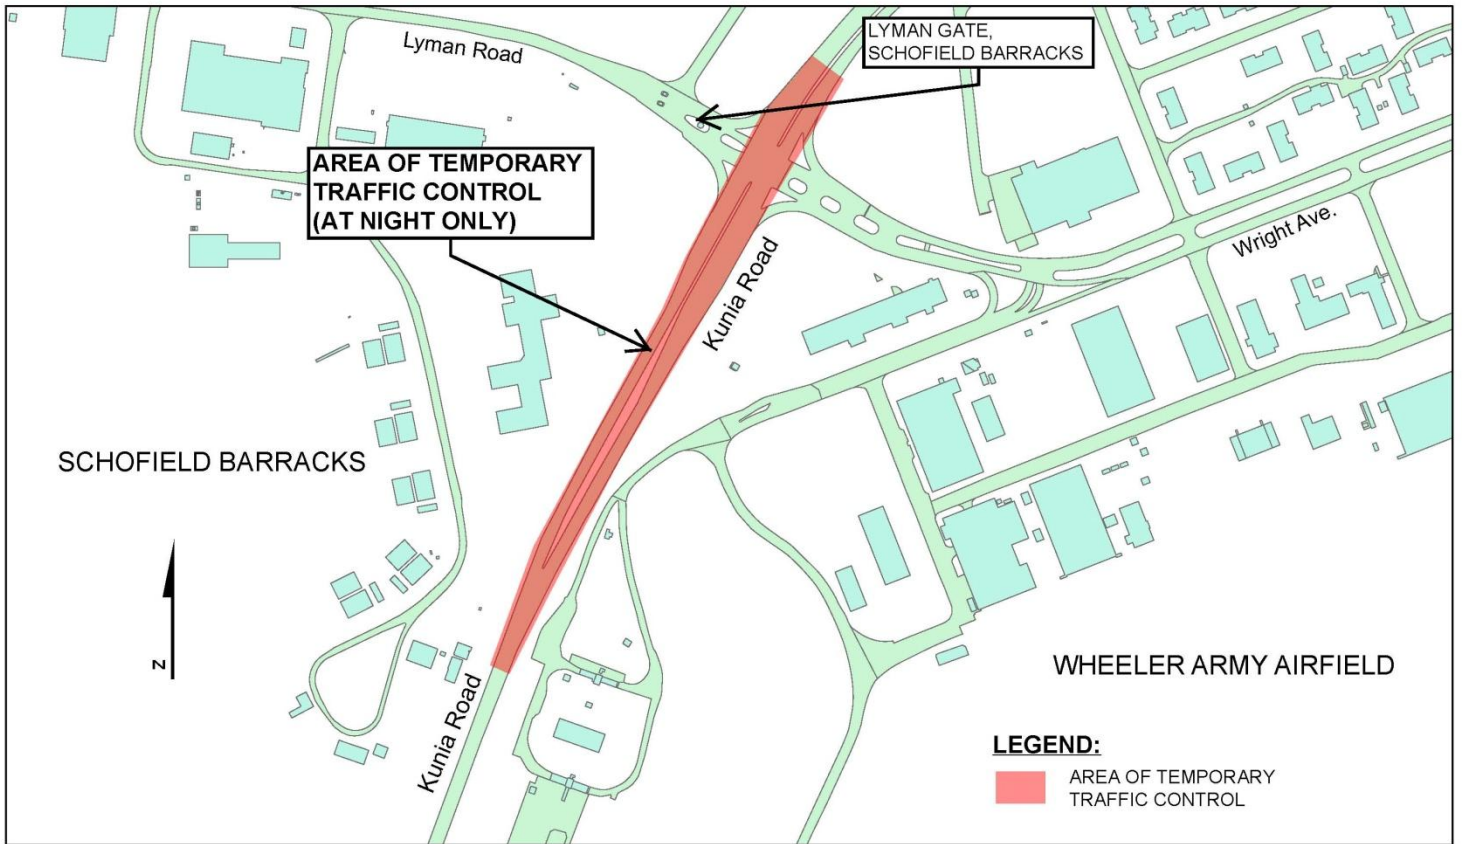 Lyman Road
LYMAN GATE,
SCHOFIELD BARRACKS
AREA OF TEMPORARY
TRAFFIC CONTROL
(AT NIGHT ONLY)
Wright Ave.
Kunia Road
SCHOFIELD BARRACKS
N
WHEELER ARMY AIRFIELD
Kunia Road
LEGEND:
AREA OF TEMPORARY
TRAFFIC CONTROL